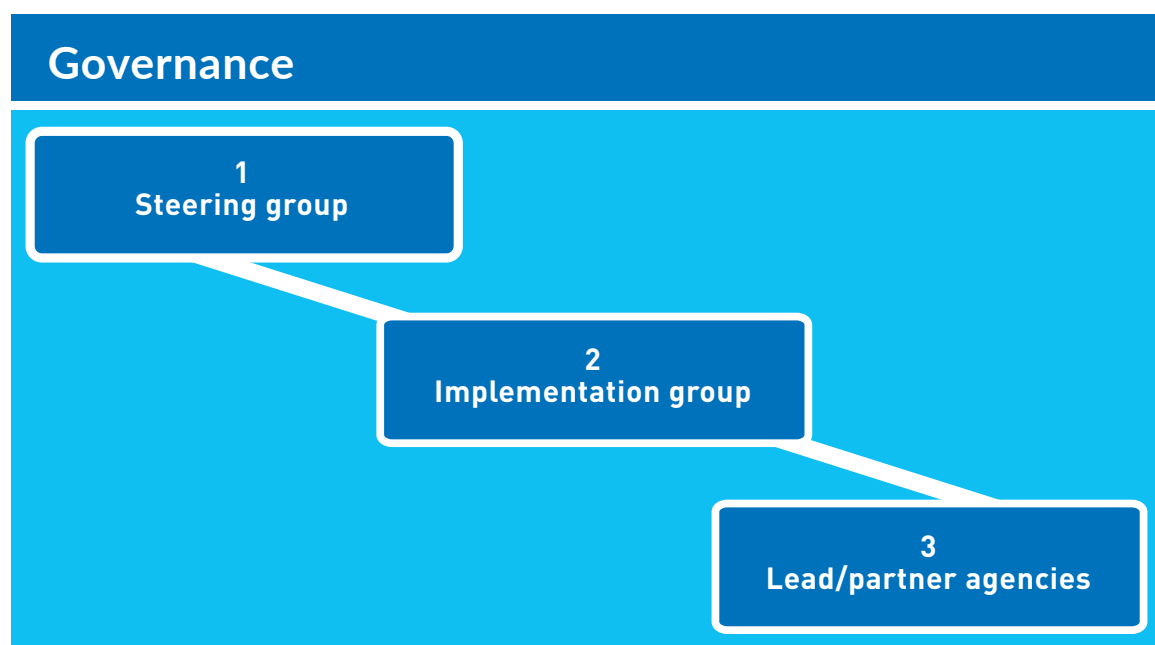 Governance
1
Steering group
2
Implementation group
3
Lead/partner agencies